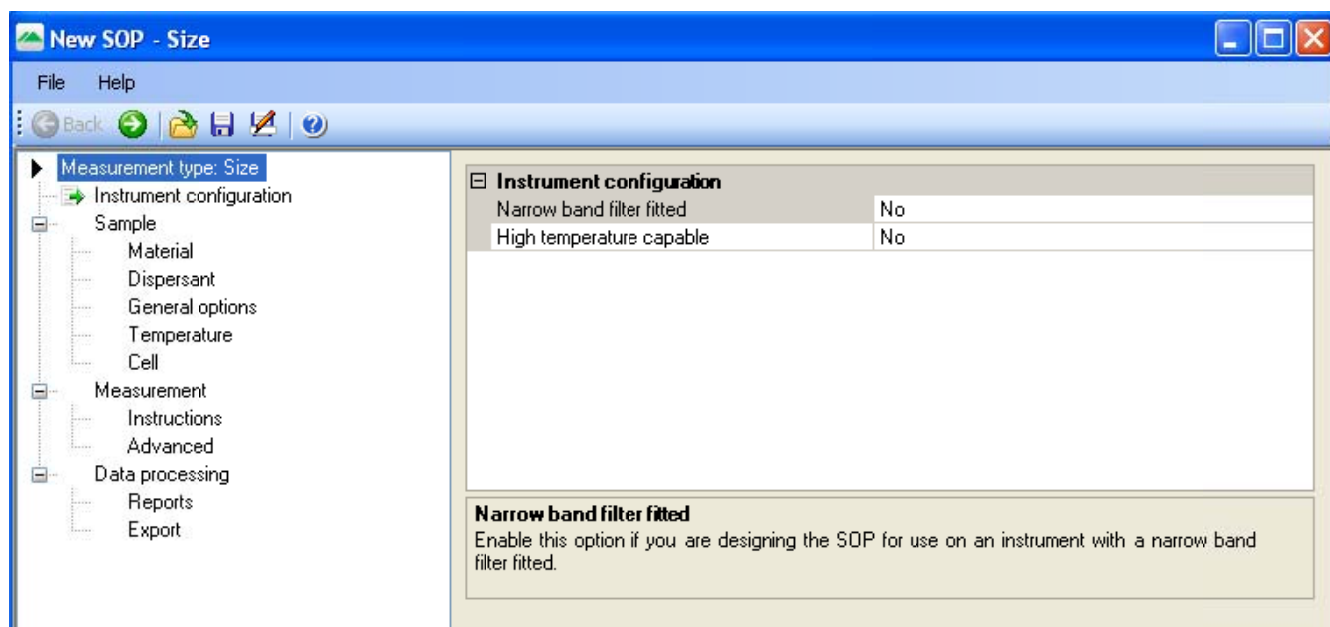 New SOP - Size
File Help
Back
Measurement type: Size
Instrument configuration
Sample
Material
Dispersant
General options
Temperature
Cell
Measurement
Instructions
Advanced
Data processing
Reports
Export
Instrument configuration
Narrow band filter fitted No
High temperature capable No
Narrow band filter fitted
Enable this option if you are designing the SOP for use on an instrument with a narrow band
filter fitted.